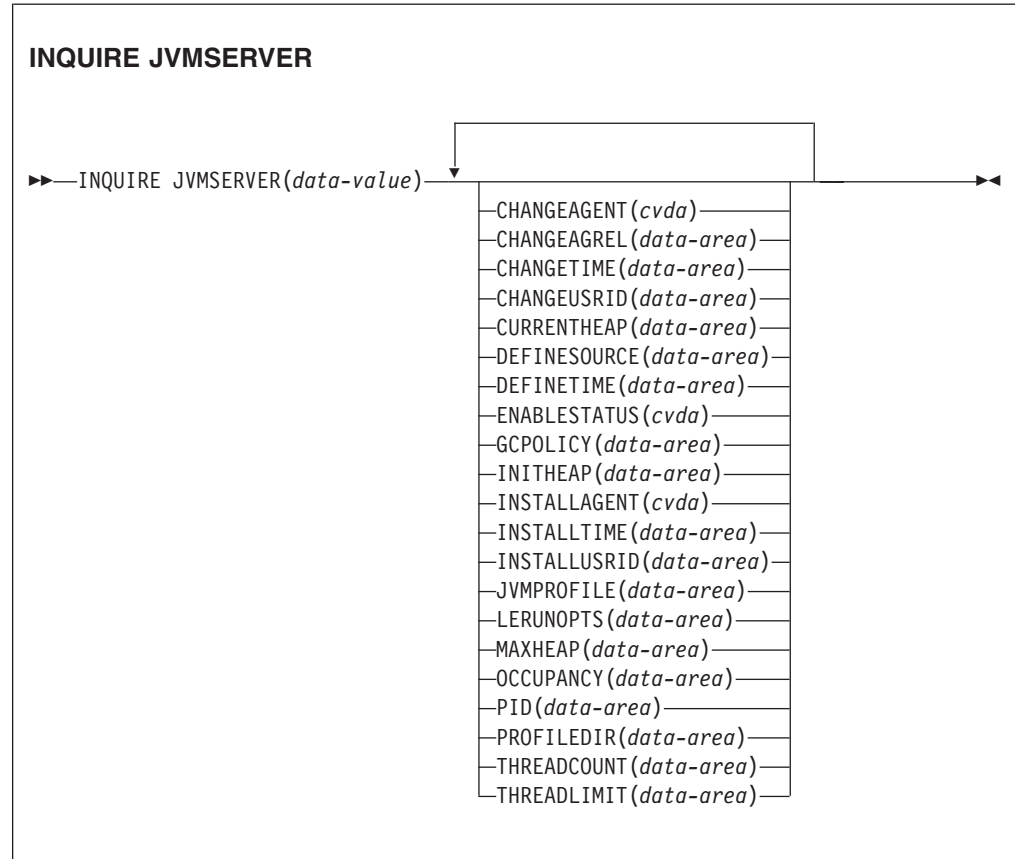 INQUIRE JVMSERVER
INQUIRE JVMSERVER(data-value)
CHANGEAGENT(cvda)
CHANGEAGREL(data-area)
CHANGETIME(data-area)
CHANGEUSRID(data-area)
CURRENTHEAP(data-area)
DEFINESOURCE(data-area)
DEFINETIME(data-area)
ENABLESTATUS(cvda)
GCPOLICY(data-area)
INITHEAP(data-area)
INSTALLAGENT(cvda)
INSTALLTIME(data-area)
INSTALLUSRID(data-area)
JVMPROFILE(data-area)
LERUNOPTS(data-area)
MAXHEAP(data-area)
OCCUPANCY(data-area)
PID(data-area)
PROFILEDIR(data-area)
THREADCOUNT(data-area)
THREADLIMIT(data-area)